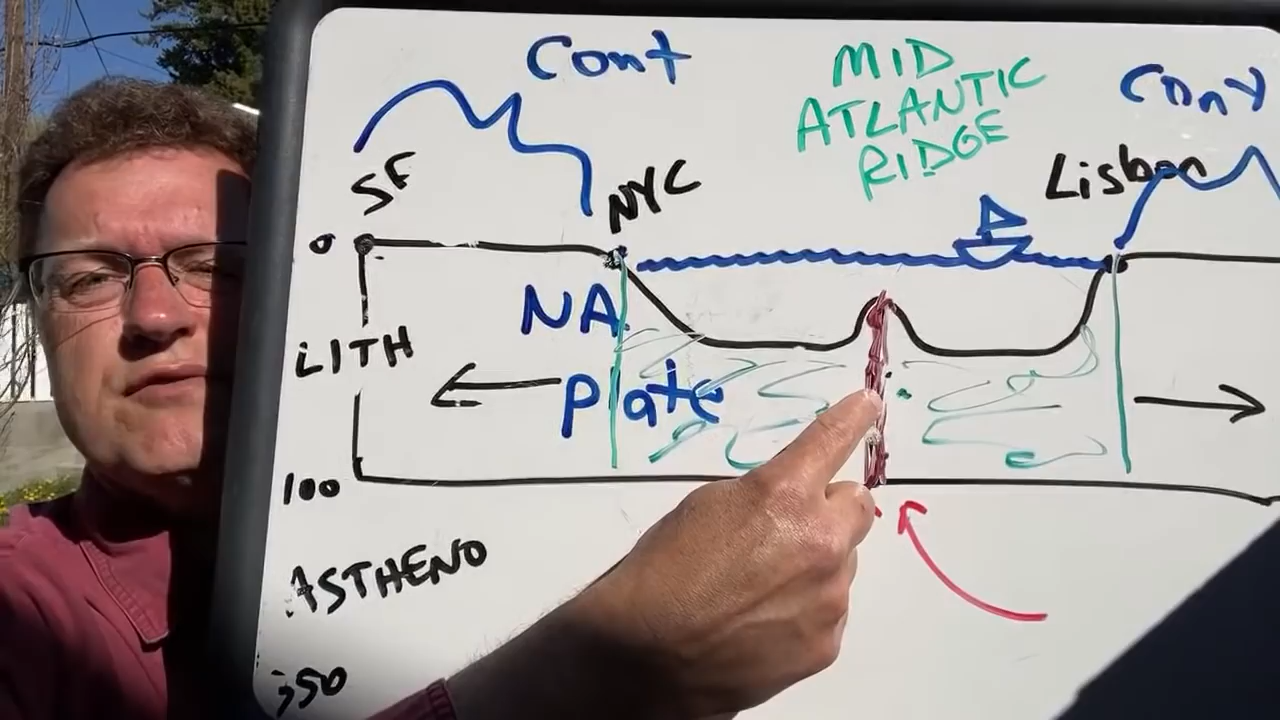 Cont
MID
ATLANTIC
RIDGE
Cont
SF
NYC
Lisbon
0
NA
LITH
Plate
100
ASTHENO
350